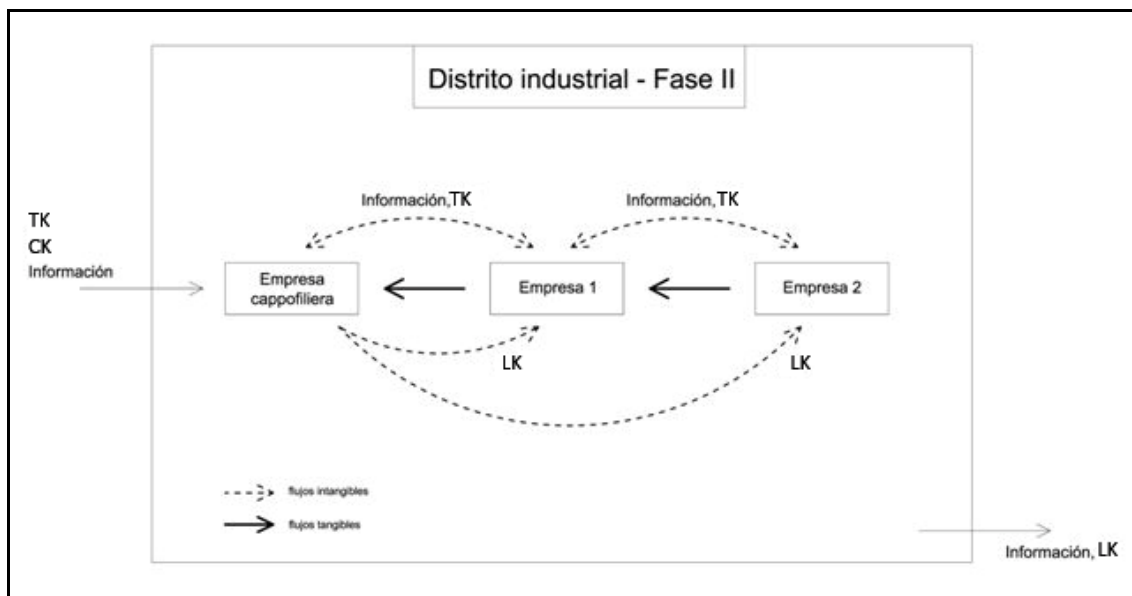 Distrito industrial - Fase II
Información,TK
Información,TK
TK
CK
Información
Empresa
cappofiliera
Empresa 1
Empresa 2
LK
LK
flujos intangibles
flujos tangibles
Información, LK